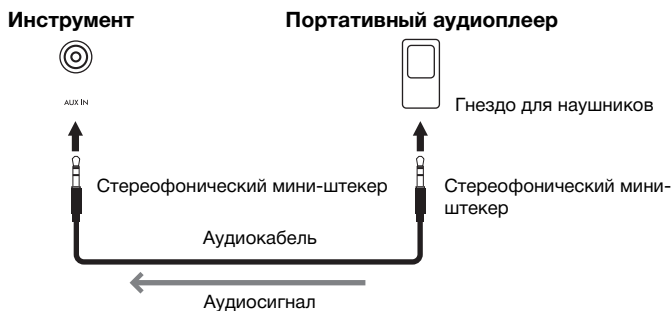 Инструмент
Портативный аудиоплеер
AUX IN
Гнездо для наушников
Стереофонический мини-штекер
Стереофонический мини-
штекер
Аудиокабель
Аудиосигнал